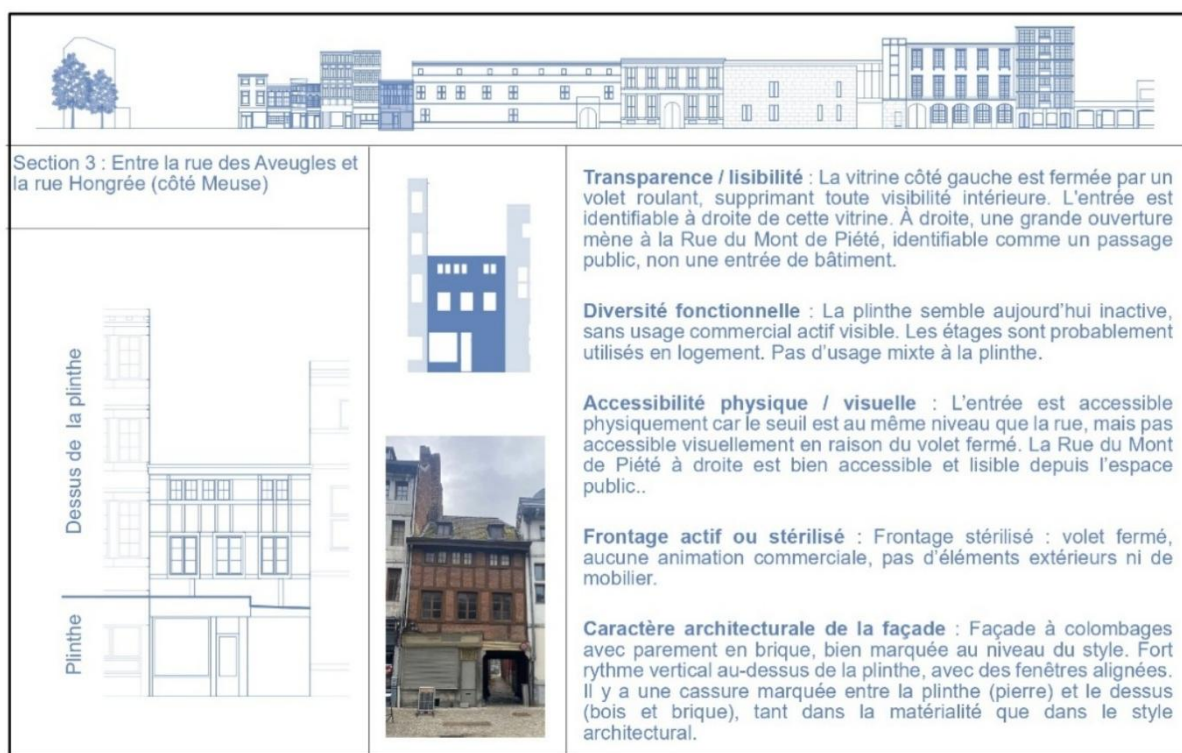 Section 3 : Entre la rue des Aveugles et
la rue Hongrée (côté Meuse)
Dessus de la plinthe
Plinthe
Transparence / lisibilité : La vitrine côté gauche est fermée par un
volet roulant, supprimant toute visibilité intérieure. L'entrée est
identifiable à droite de cette vitrine. À droite, une grande ouverture
mène à la Rue du Mont de Piété, identifiable comme un passage
public, non une entrée de bâtiment.
Diversité fonctionnelle : La plinthe semble aujourd'hui inactive,
sans usage commercial actif visible. Les étages sont probablement
utilisés en logement. Pas d'usage mixte à la plinthe.
Accessibilité physique / visuelle : L'entrée est accessible
physiquement car le seuil est au même niveau que la rue, mais pas
accessible visuellement en raison du volet fermé. La Rue du Mont
de Piété à droite est bien accessible et lisible depuis l'espace
public..
Frontage actif ou stérilisé : Frontage stérilisé : volet fermé,
aucune animation commerciale, pas d'éléments extérieurs ni de
mobilier.
Caractère architecturale de la façade : Façade à colombages
avec parement en brique, bien marquée au niveau du style. Fort
rythme vertical au-dessus de la plinthe, avec des fenêtres alignées.
Il y a une cassure marquée entre la plinthe (pierre) et le dessus
(bois et brique), tant dans la matérialité que dans le style
architectural.